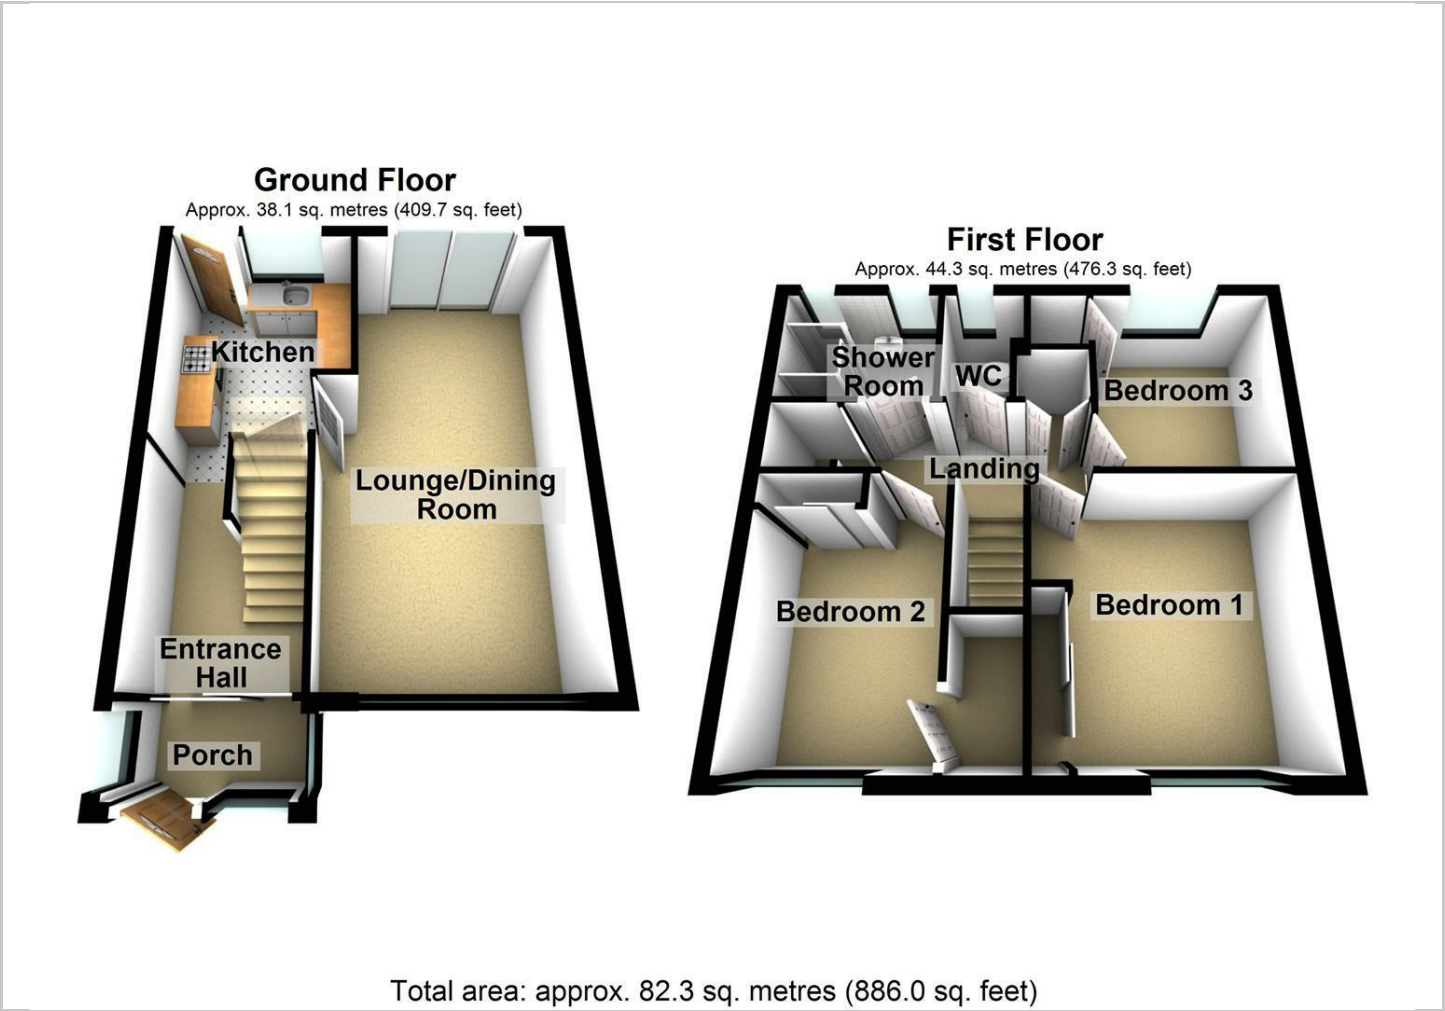 Ground Floor
Approx. 38.1 sq. metres (409.7 sq. feet)
Kitchen
Lounge/Dining
Room
Entrance
Hall
Porch
First Floor
Approx. 44.3 sq. metres (476.3 sq. feet)
Shower
Room
WC
Bedroom 3
Landing
Bedroom 2
Bedroom 1
Total area: approx. 82.3 sq. metres (886.0 sq. feet)